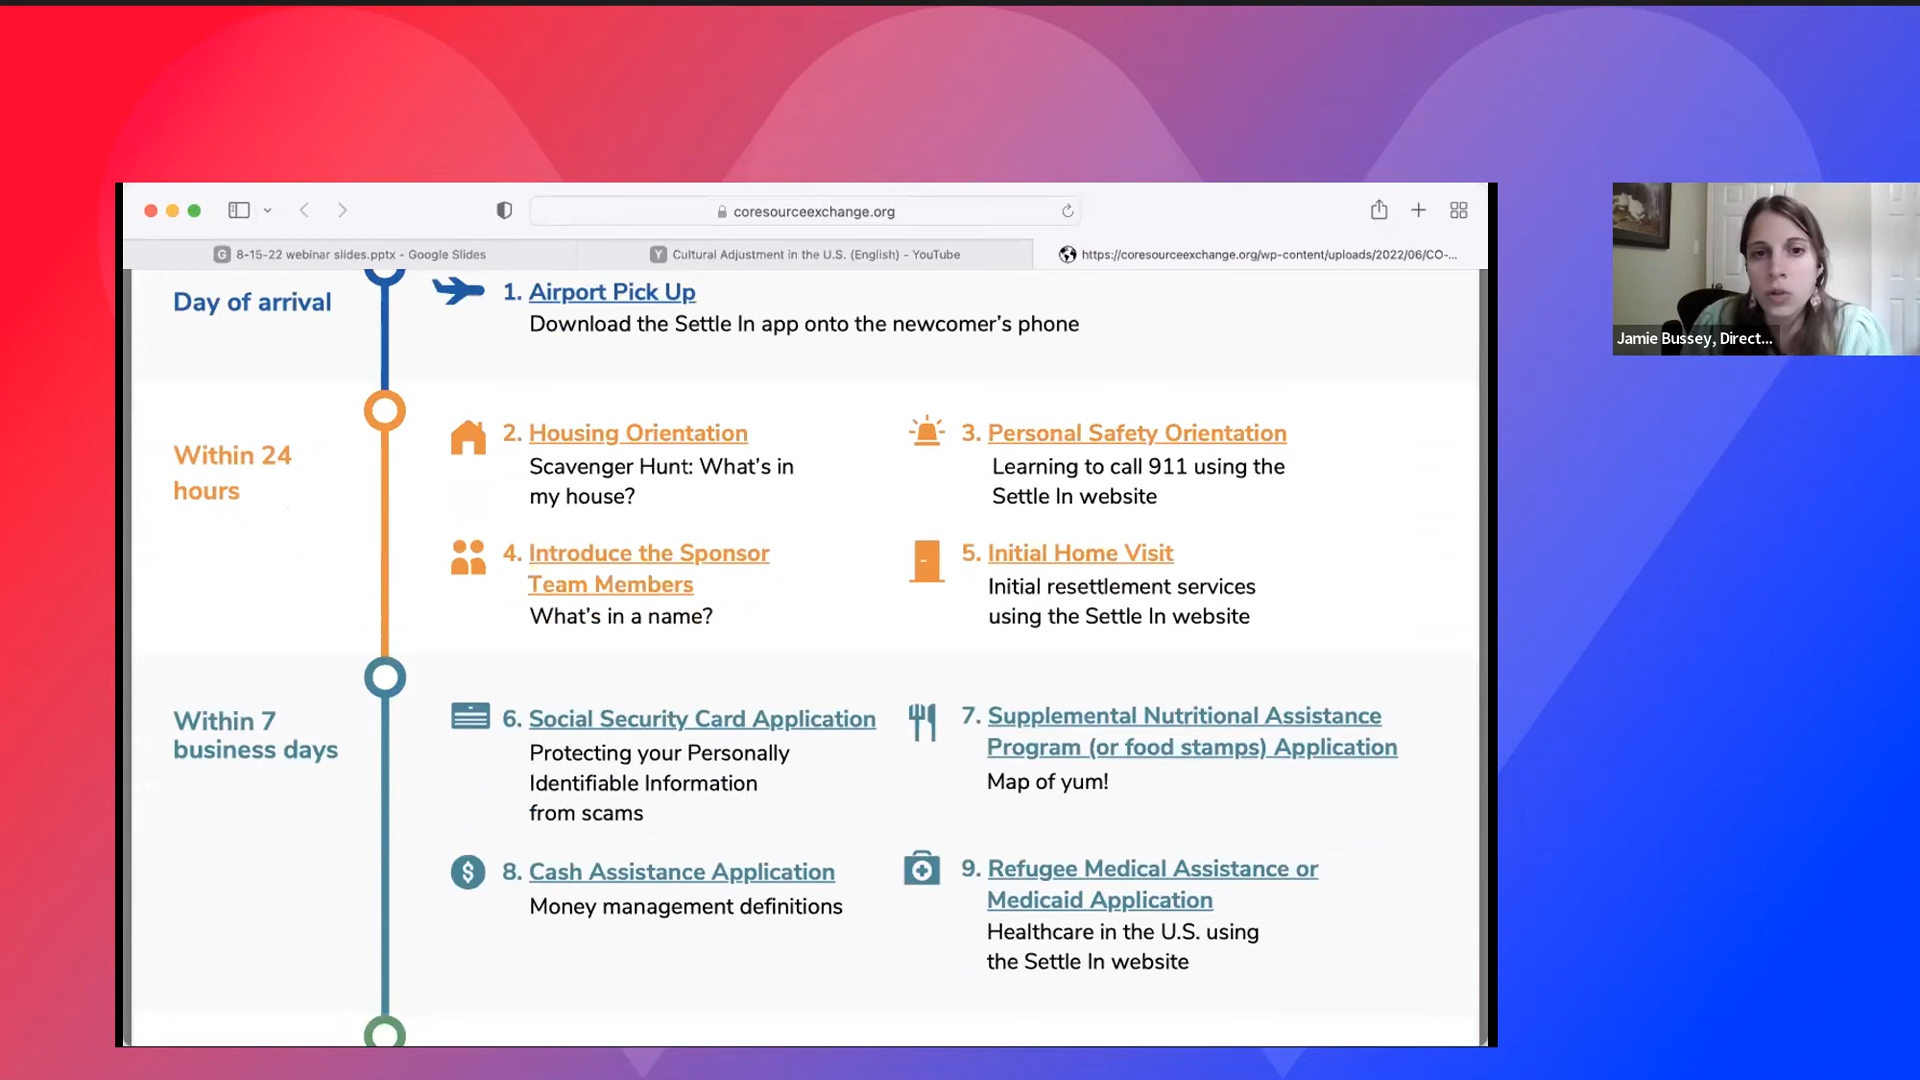 coresourceexchange.org
8-15-22 webinar slides.pptx - Google Slides
Cultural Adjustment in the U.S. (English) - YouTube
https://coresourceexchange.org/wp-content/uploads/2022/06/CO-...
Day of arrival
1. Airport Pick Up
Download the Settle In app onto the newcomer's phone
Within 24
hours
2. Housing Orientation
Scavenger Hunt: What's in
my house?
3. Personal Safety Orientation
Learning to call 911 using the
Settle In website
4. Introduce the Sponsor
Team Members
What's in a name?
5. Initial Home Visit
Initial resettlement services
using the Settle In website
Within 7
business days
6. Social Security Card Application
Protecting your Personally
Identifiable Information
from scams
7. Supplemental Nutritional Assistance
Program (or food stamps) Application
Map of yum!
8. Cash Assistance Application
Money management definitions
9. Refugee Medical Assistance or
Medicaid Application
Healthcare in the U.S. using
the Settle In website
Jamie Bussey, Direct...